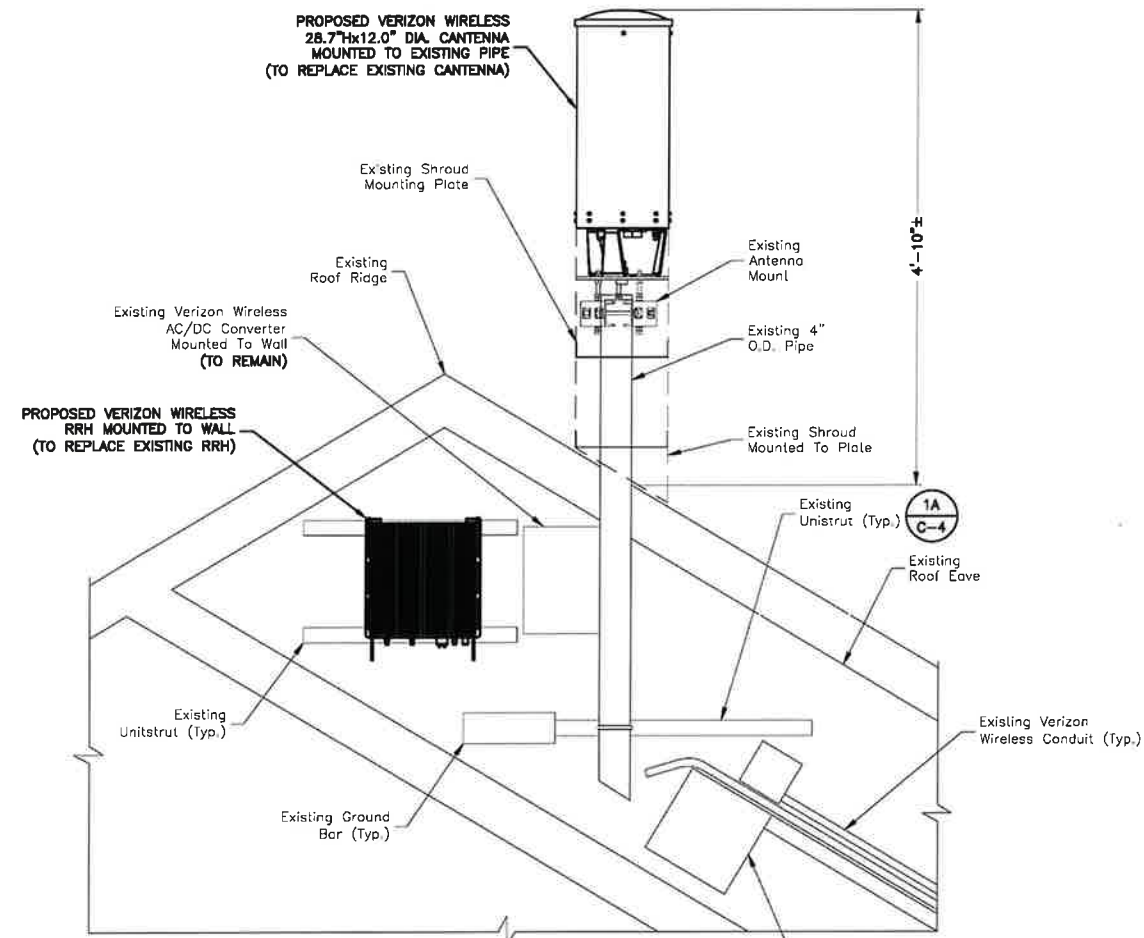 PROPOSED VERIZON WIRELESS
28.7"Hx12.0" DIA. CANTENNA
MOUNTED TO EXISTING PIPE
(TO REPLACE EXISTING CANTENNA)
Existing Shroud
Mounting Plate
Existing
Roof Ridge
Existing Verizon Wireless
AC/DC Converter
Mounted To Wall
(TO REMAIN)
PROPOSED VERIZON WIRELESS
RRH MOUNTED TO WALL
(TO REPLACE EXISTING RRH)
Existing
Antenna
Mount
4'-10"±
Existing 4"
O.D. Pipe
Existing Shroud
Mounted To Plate
Existing
Unistrut (Typ.)
1A
C-4
Existing
Roof Eave
Existing
Unitstrut (Typ.)
Existing Verizon
Wireless Conduit (Typ.)
Existing Ground
Bar (Typ.)